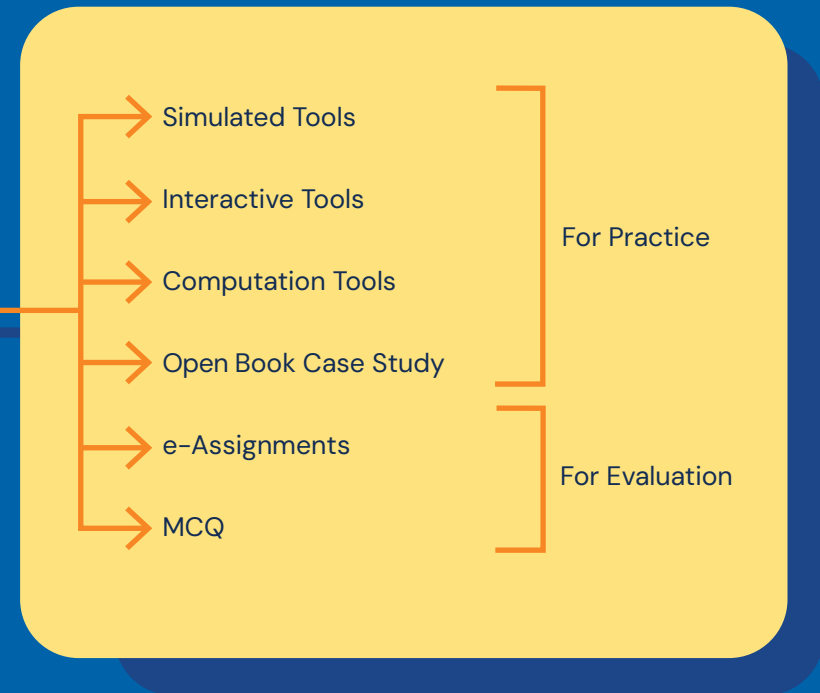 Simulated Tools
Interactive Tools
Computation Tools
Open Book Case Study
For Practice
e-Assignments
MCQ
For Evaluation